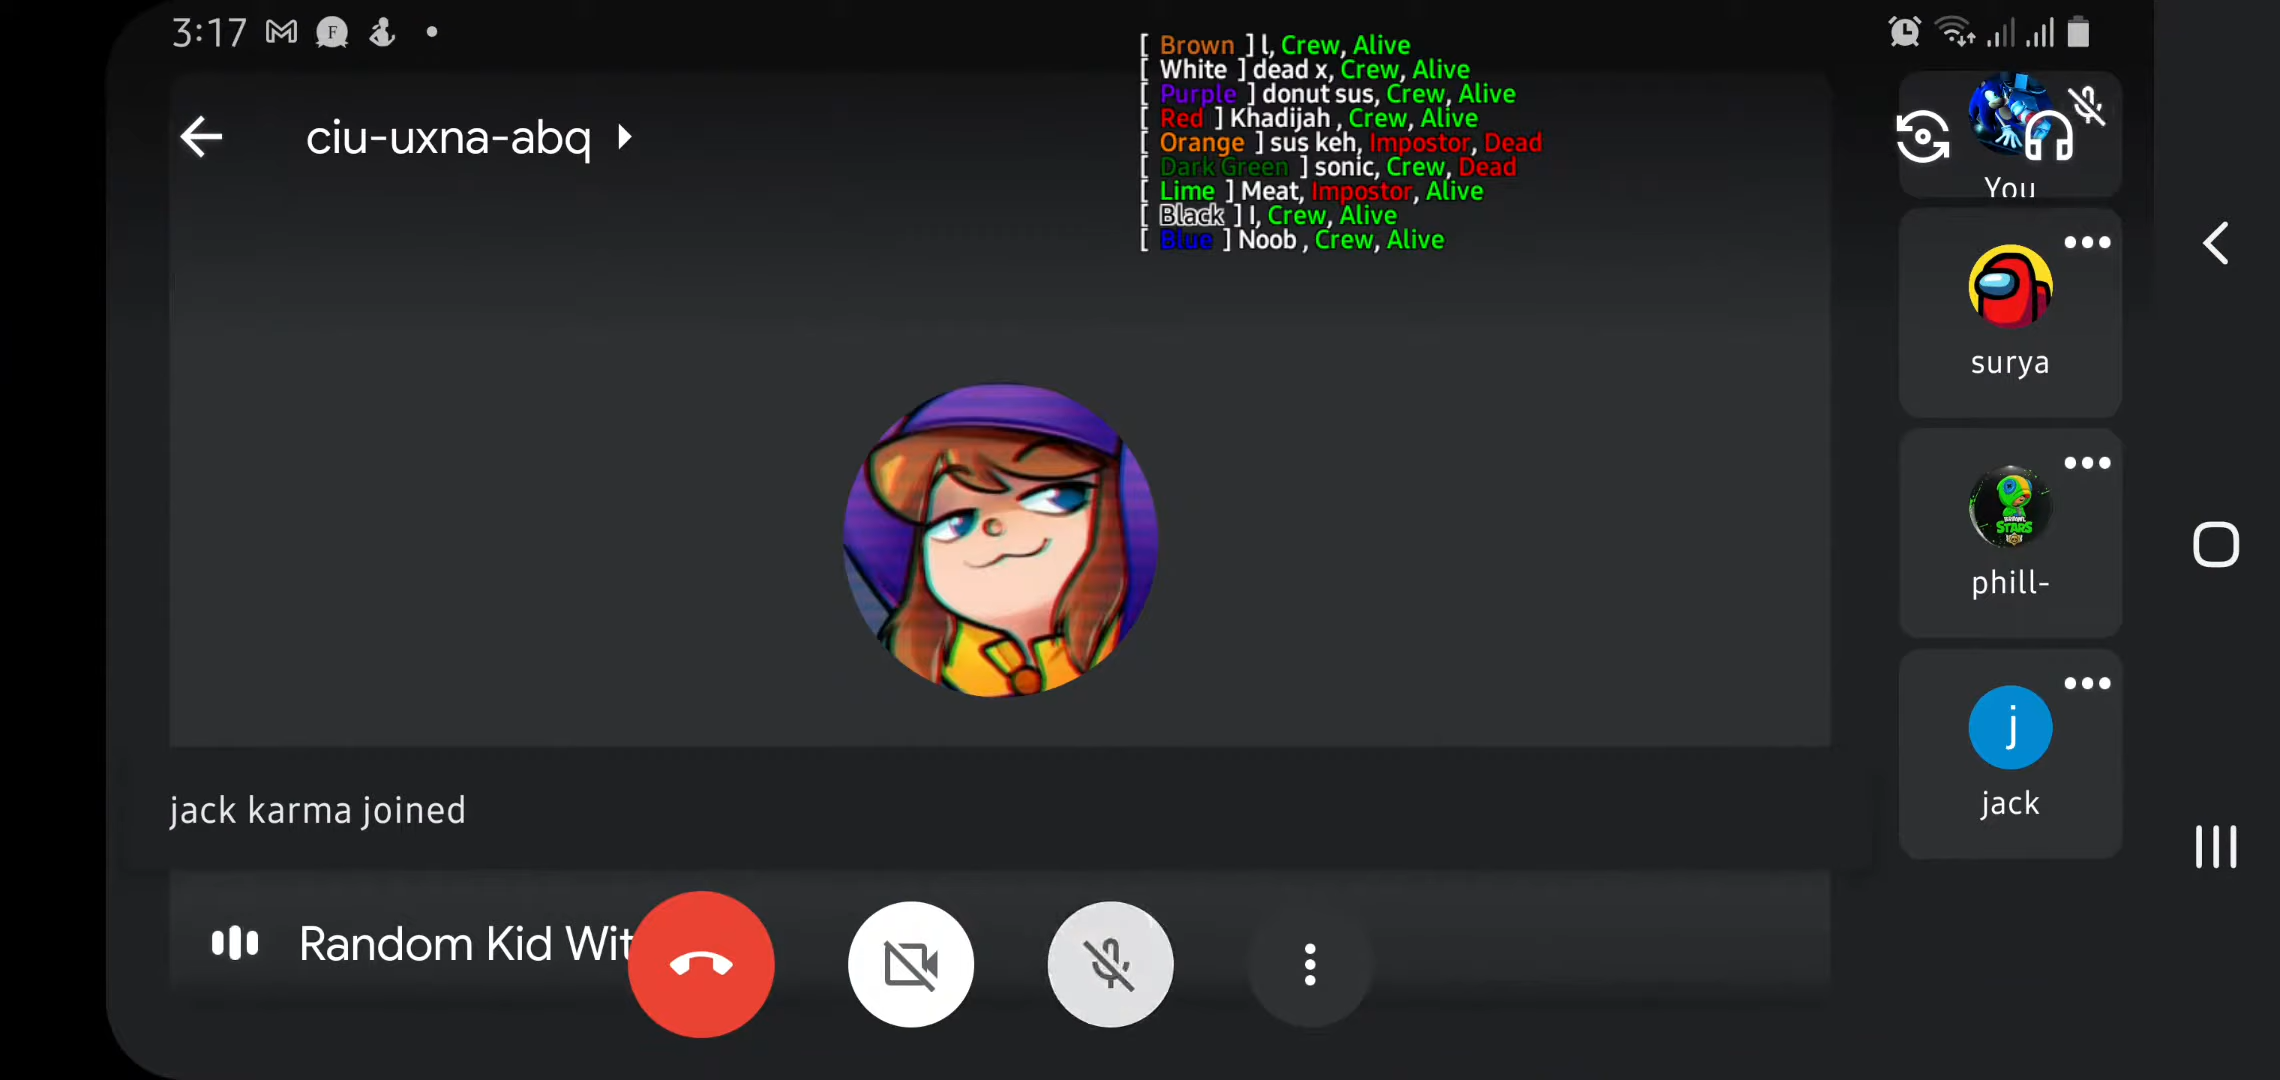 3:17
[ Brown ] l, Crew, Alive
[ White ] dead x, Crew, Alive
[ Purple ] donut sus, Crew, Alive
[ Red ] Khadijah , Crew, Alive
[ Orange ] sus keh, Impostor, Dead
[ Dark Green ] sonic, Crew, Dead
[ Lime ] Meat, Impostor, Alive
[ Black ] l, Crew, Alive
[ Blue ] Noob , Crew, Alive
ciu-uxna-abq
You
surya
BRAWL
STARS
phill-
j
jack
jack karma joined
Random Kid Wit